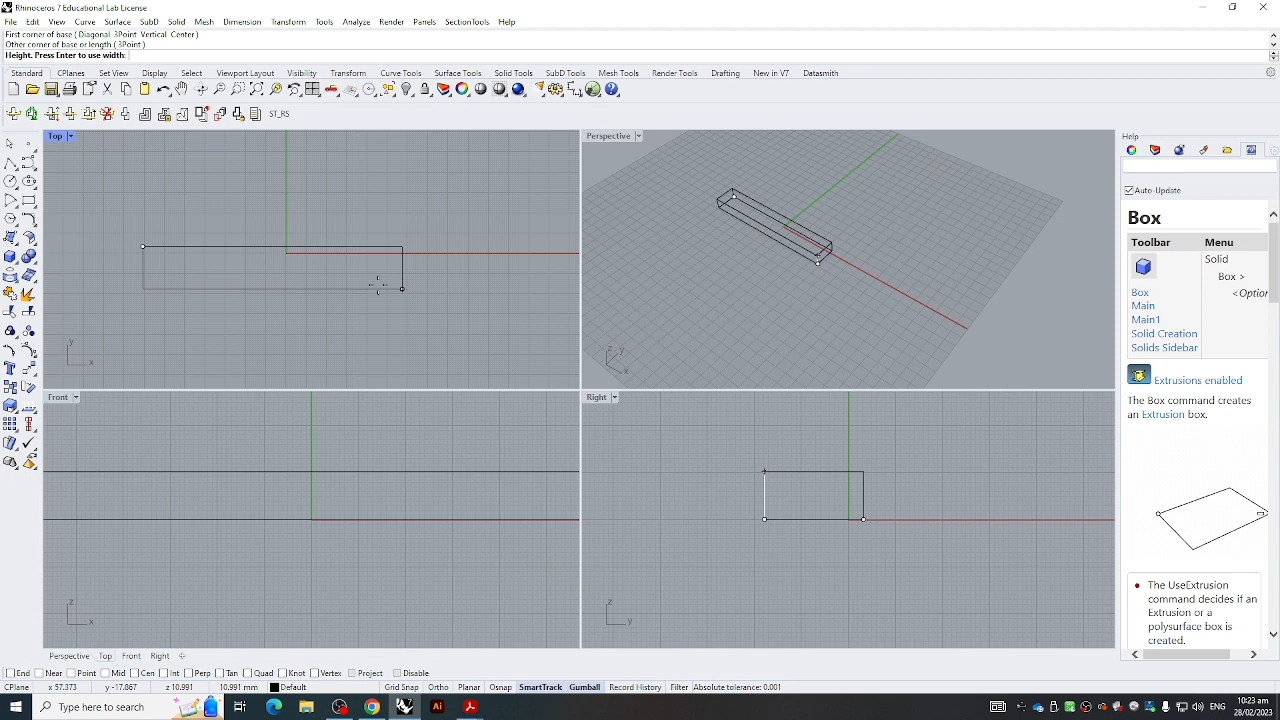 Rhinoceros 7 Educational Lab License
File Edit View Curve Surface SubD Solid Mesh Dimension Transform Tools Analyze Render Panels SectionTools Help
First corner of base ( Diagonal 3Point Vertical Center )
Other corner of base or length ( 3Point )
Height. Press Enter to use width:
Standard CPlanes Set View Display Select Viewport Layout Visibility Transform Curve Tools Surface Tools Solid Tools SubD Tools Mesh Tools Render Tools Drafting New in V7 Datasmith
ST_RS
Top
Perspective
Help
Auto-Update
Box
Toolbar Menu
Solid
Box >
<Option
Box
Main
Main1
Solid Creation
Solids Sidebar
Extrusions enabled
The Box command creates
an Extrusion box.
The UseExtrusion
command decides if an
Extrusion or a
polysurface box is
created.
y
x
z
y
x
Front
Right
z
x
z
y
Perspective Top Front Right
End Near Point Mid Cen Int Perp Tan Quad Knot Vertex Project Disable
CPlane x 57.373 y -17.867 z 10.991 10.991 mm Default Grid Snap Ortho Planar Osnap SmartTrack Gumball Record History Filter Absolute tolerance: 0.001
Type here to search
Ai
ENG
10:23 am
28/02/2023